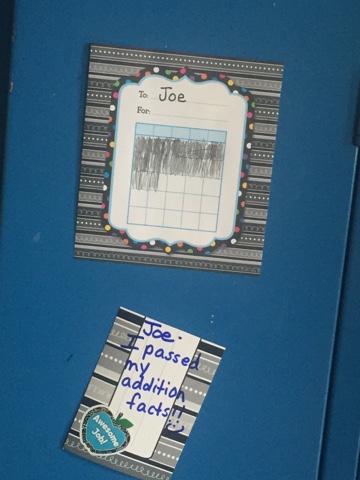 To: Joe
For:
Joe-
I passed
my
addition
facts!!
Awesome
Job!